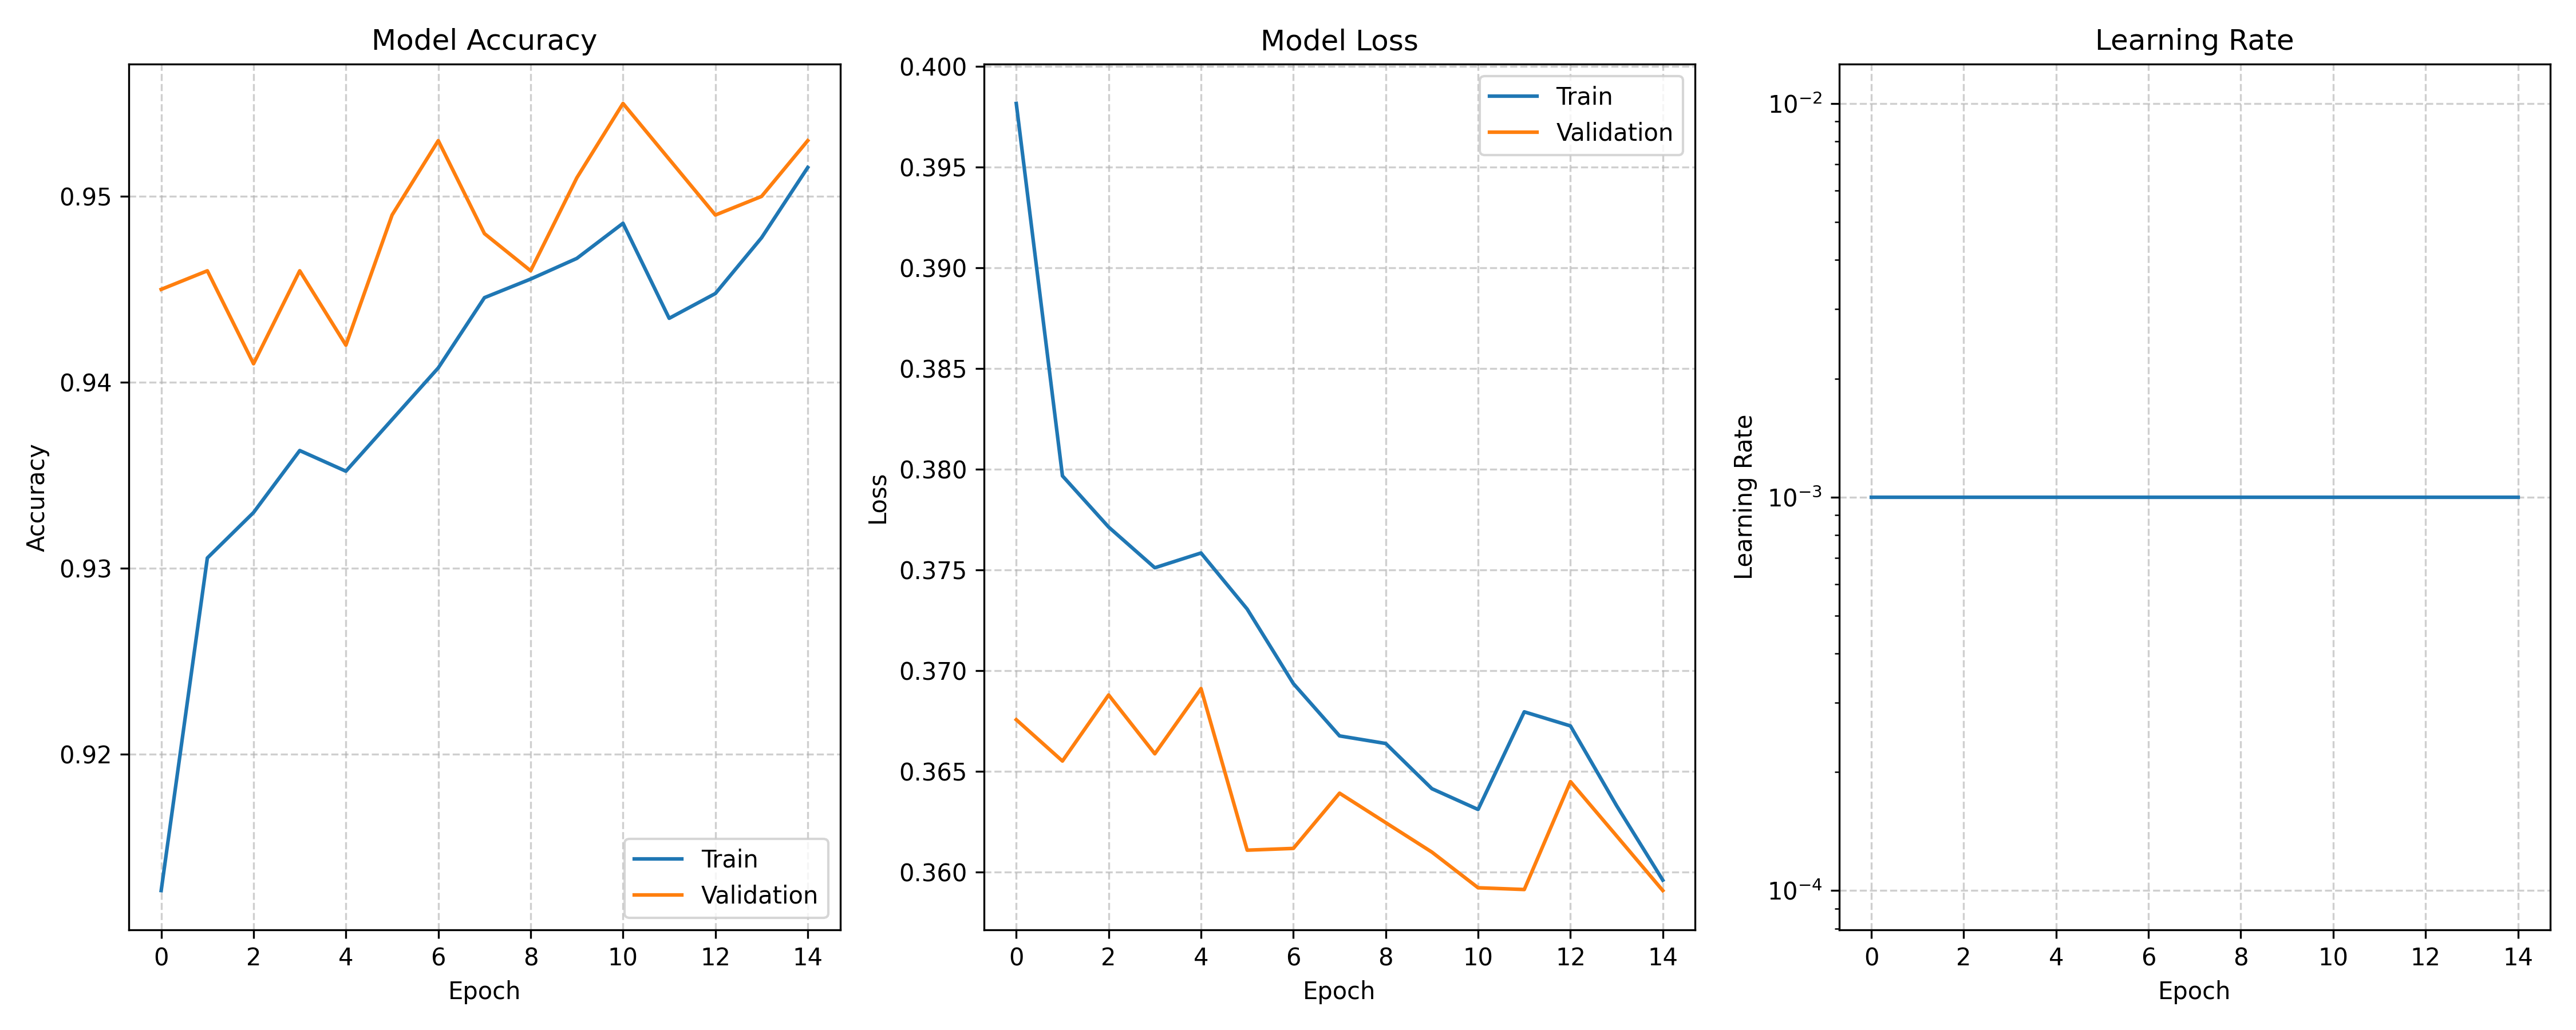 Model Accuracy
Accuracy
0.95
0.94
0.93
0.92
Train
Validation
0 2 4 6 8 10 12 14
Epoch
Model Loss
Loss
0.400
0.395
0.390
0.385
0.380
0.375
0.370
0.365
0.360
Train
Validation
0 2 4 6 8 10 12 14
Epoch
Learning Rate
Learning Rate
10⁻²
10⁻³
10⁻⁴
0 2 4 6 8 10 12 14
Epoch